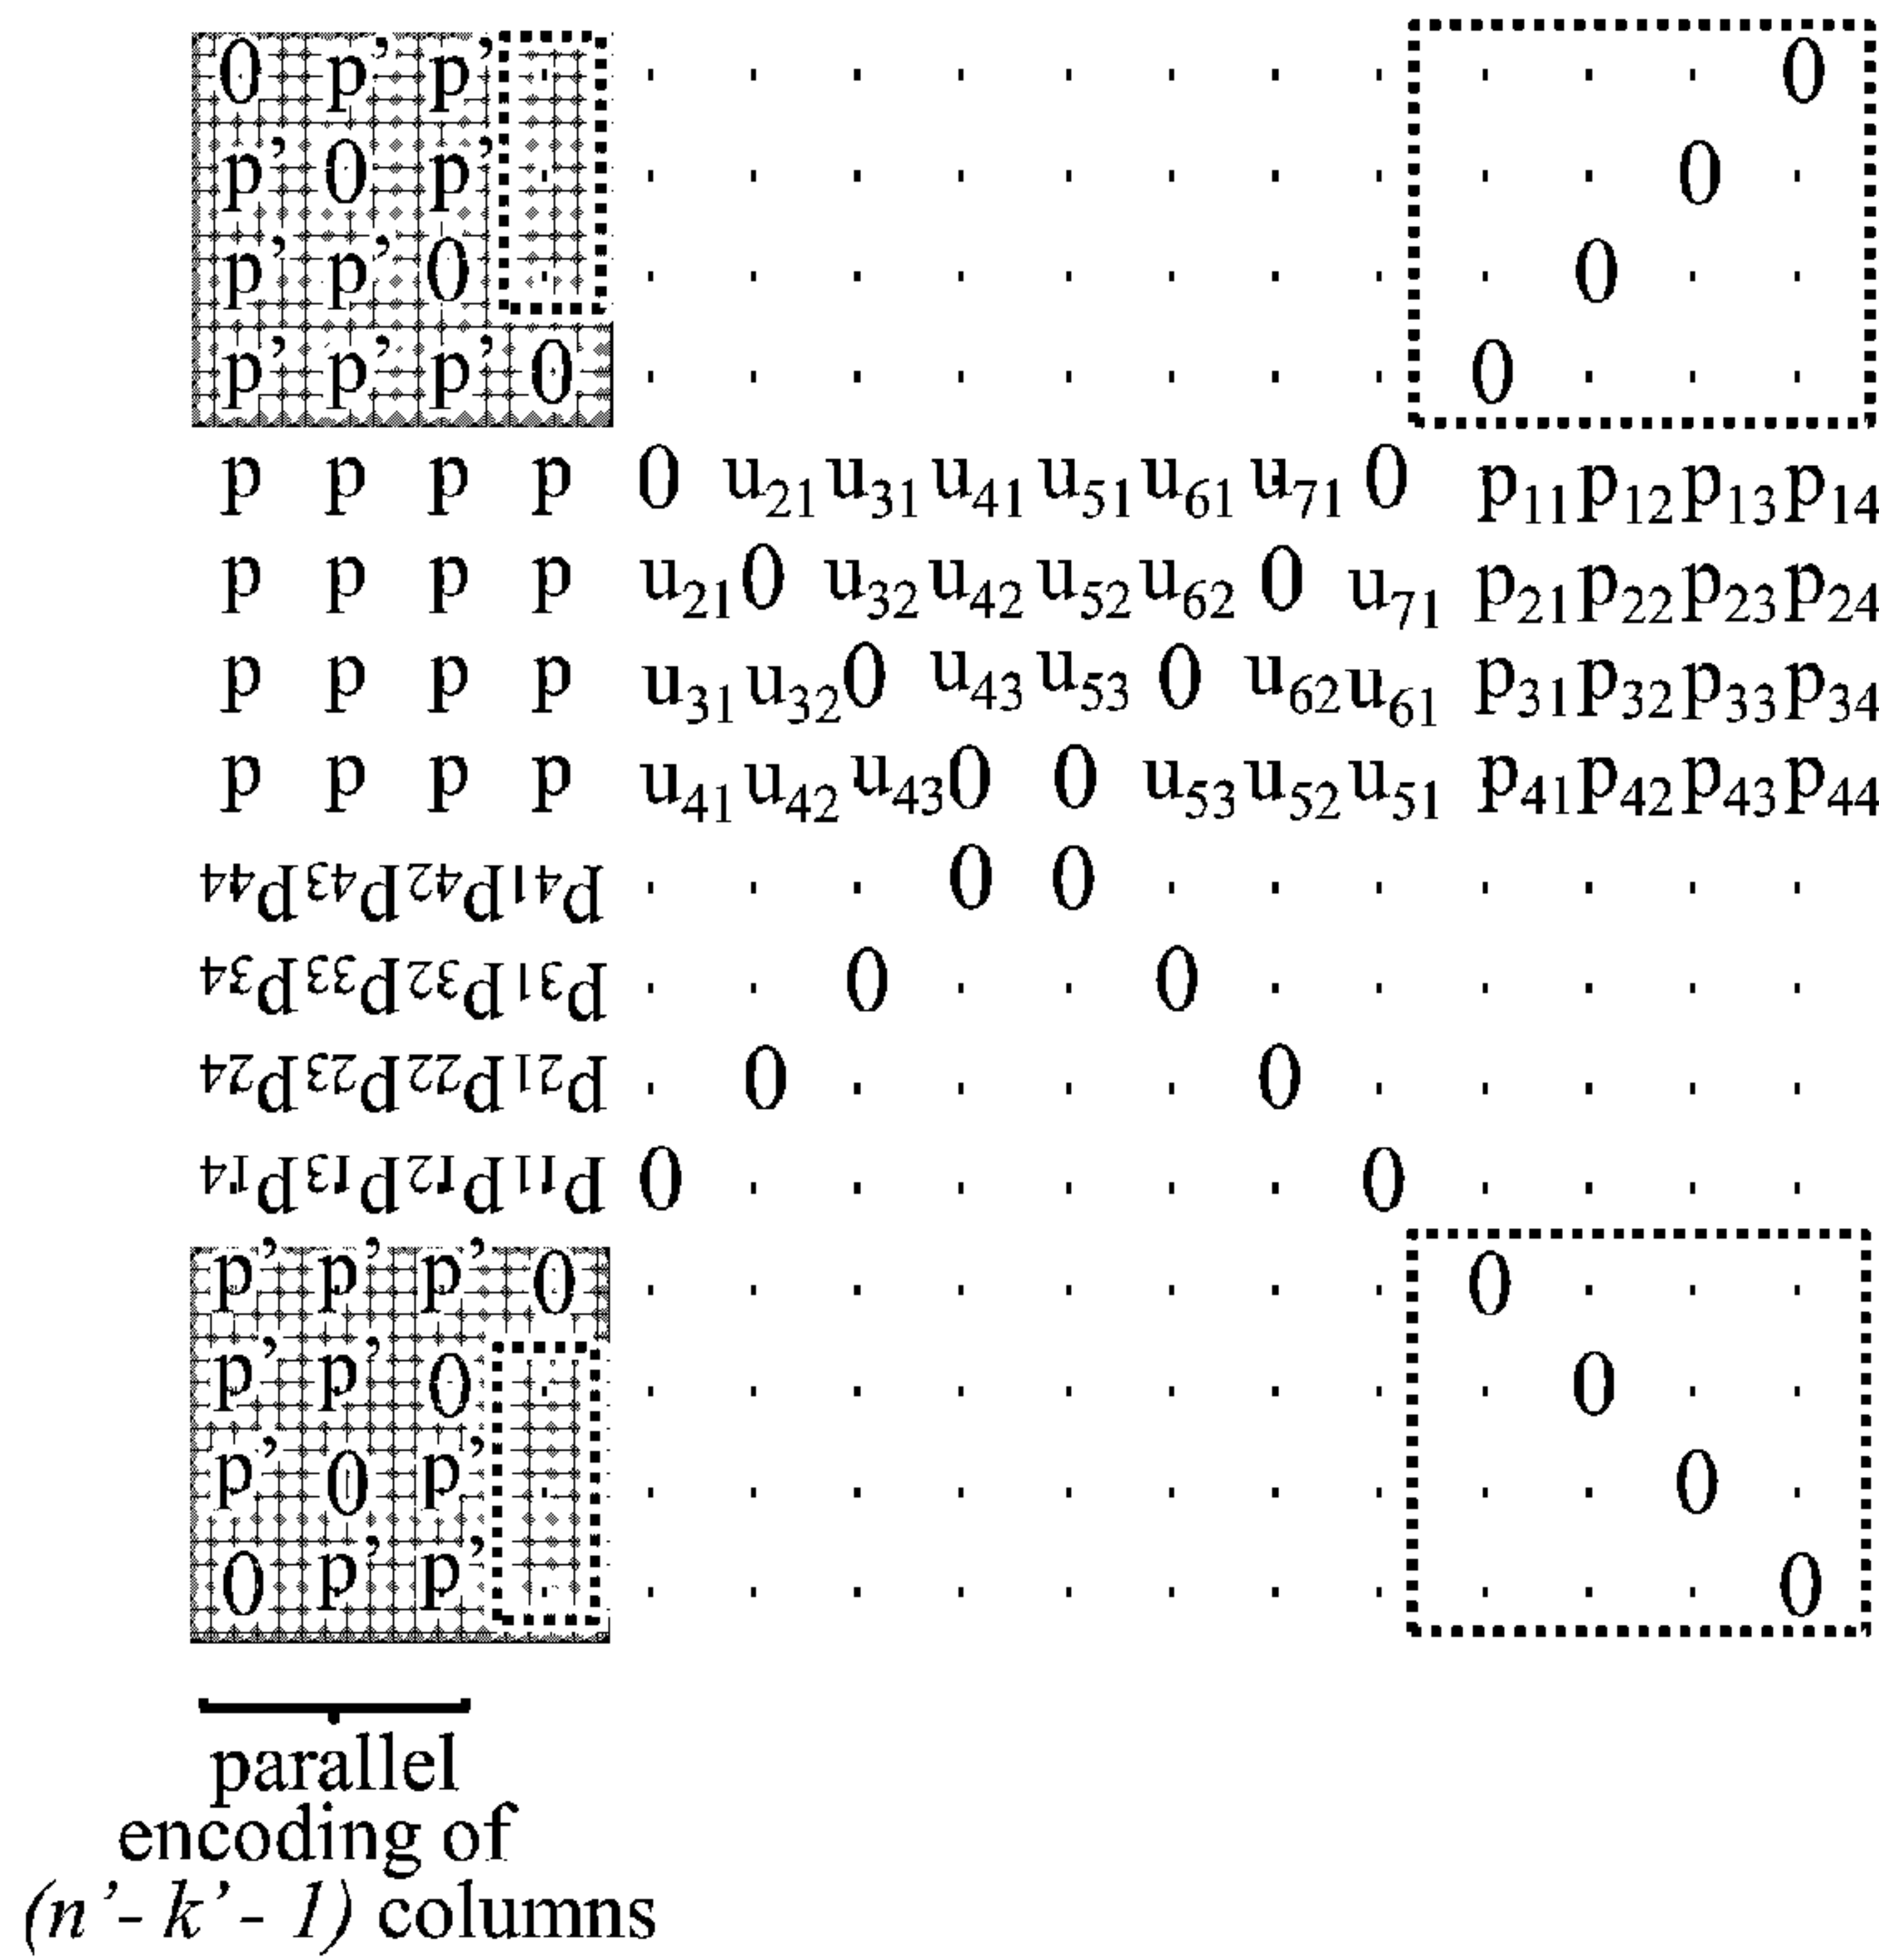 0 p’ p’ . . . . . . . . . . . . 0
p’ 0 p’ . . . . . . . . . . . 0 .
p’ p’ 0 . . . . . . . . . . 0 . .
p’ p’ p’ 0 . . . . . . . . 0 . . .
p p p p 0 u21 u31 u41 u51 u61 u71 0 p11 p12 p13 p14
p p p p u21 0 u32 u42 u52 u62 0 u71 p21 p22 p23 p24
p p p p u31 u32 0 u43 u53 0 u62 u61 p31 p32 p33 p34
p p p p u41 u42 u43 0 0 u53 u52 u51 p41 p42 p43 p44
p44 p43 p42 p41 . . . 0 0 . . . . . . .
p34 p33 p32 p31 . . 0 . . 0 . . . . . .
p24 p23 p22 p21 . 0 . . . . 0 . . . . .
p14 p13 p12 p11 0 . . . . . . 0 . . . .
p’ p’ p’ 0 . . . . . . . . 0 . . .
p’ p’ 0 . . . . . . . . . . 0 . .
p’ 0 p’ . . . . . . . . . . . 0 .
0 p’ p’ . . . . . . . . . . . . 0
parallel
encoding of
(n’- k’- 1) columns